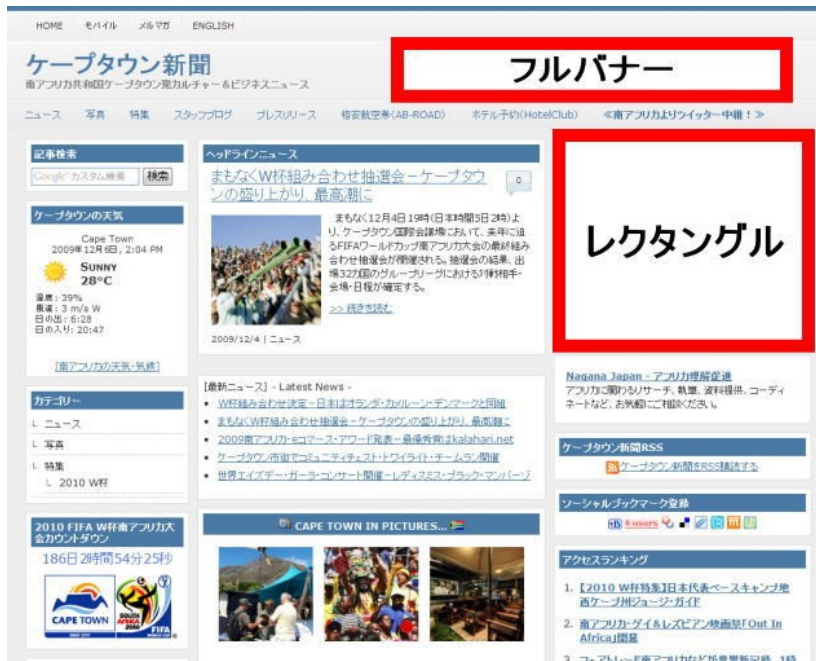 HOME モバイル メルマガ ENGLISH
ケープタウン新聞
南アフリカ共和国ケープタウン発カルチャー＆ビジネスニュース
フルバナー
ニュース 写真 特集 スタッフブログ プレスリリース 格安航空券(AB-ROAD) ホテル予約(HotelClub) ≪南アフリカよりツイッター中継！≫
記事検索
Google カスタム検索 検索
ケープタウンの天気
Cape Town
2009年12月6日, 2:04 PM
SUNNY
28°C
湿度: 39%
風速: 3 m/s W
日の出: 6:28
日の入り: 20:47
[南アフリカの天気・気候]
カテゴリー
ニュース
写真
特集
2010 W杯
2010 FIFA W杯南アフリカ大
会カウントダウン
186日 2時間54分25秒
CAPE TOWN
SOUTH AFRICA
2010
FIFA
ヘッドラインニュース
まもなくW杯組み合わせ抽選会－ケープタウ
ンの盛り上がり、最高潮に
0
まもなく12月4日19時(日本時間5日2時)よ
り、ケープタウン国際会議場において、来年に迫
るFIFAワールドカップ南アフリカ大会の最終組み
合わせ抽選会が開催される。抽選会の結果、出
場32カ国のグループリーグにおける対戦相手・
会場・日程が確定する。
>> 続きを読む
2009/12/4 | ニュース
[最新ニュース] - Latest News -
W杯組み合わせ決定－日本はオランダ・カメルーン・デンマークと同組
まもなくW杯組み合わせ抽選会－ケープタウンの盛り上がり、最高潮に
2009南アフリカ・eコマース・アワード発表－最優秀賞はkalahari.net
ケープタウン市街でコミュニティチェスト・トワイライト・チームラン開催
世界エイズデー・ガーラ・コンサート開催－レディスミス・ブラック・マンバーゾ
CAPE TOWN IN PICTURES...
レクタングル
Nagana Japan - アフリカ理解促進
アフリカに関わるリサーチ、執筆、資料提供、コーディ
ネートなど、お気軽にご相談ください。
ケープタウン新聞RSS
ケープタウン新聞をRSS購読する
ソーシャルブックマーク登録
6 users
アクセスランキング
1. 【2010 W杯特集】日本代表ベースキャンプ地
西ケープ州ジョージ・ガイド
2. 南アフリカ・ゲイ&レズビアン映画祭「Out In
Africa」開幕